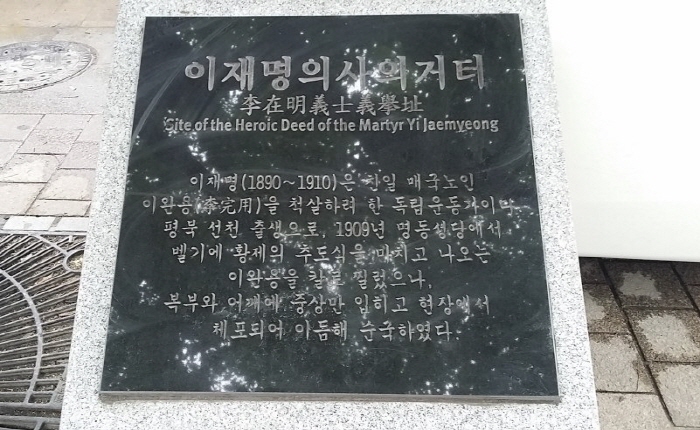 이재명의사의거터
李在明義士義擧址
Site of the Heroic Deed of the Martyr Yi Jaemyeong
이재명(1890~1910)은 친일 매국노인
이완용(李完用)을 척살하려 한 독립운동가이다.
평북 선천 출생으로, 1909년 명동성당에서
벨기에 황제의 추도식을 마치고 나오는
이완용을 칼로 찔렀으나,
복부와 어깨에 중상만 입히고 현장에서
체포되어 이듬해 순국하였다.